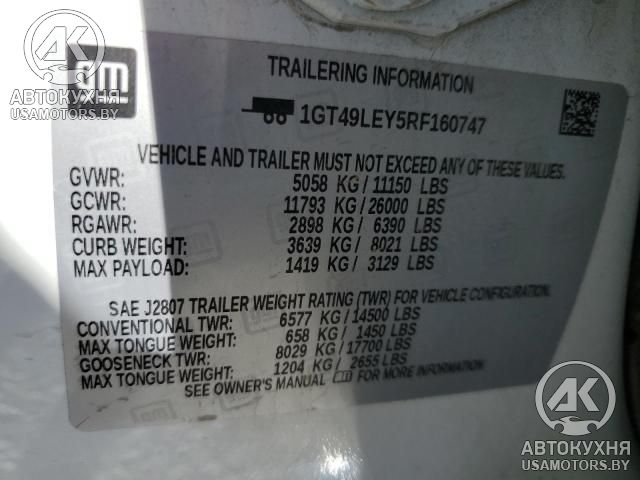 gm
АВТОКУХНЯ
USAMOTORS.BY
TRAILERING INFORMATION
1GT49LEY5RF160747
VEHICLE AND TRAILER MUST NOT EXCEED ANY OF THESE VALUES.
GVWR: 5058 KG/11150 LBS
GCWR: 11793 KG/26000 LBS
RGAWR: 2898 KG/ 6390 LBS
CURB WEIGHT: 3639 KG/ 8021 LBS
MAX PAYLOAD: 1419 KG/ 3129 LBS
SAE J2807 TRAILER WEIGHT RATING (TWR) FOR VEHICLE CONFIGURATION.
CONVENTIONAL TWR: 6577 KG/14500 LBS
MAX TONGUE WEIGHT: 658 KG/ 1450 LBS
GOOSENECK TWR: 8029 KG/17700 LBS
MAX TONGUE WEIGHT: 1204 KG/ 2655 LBS
SEE OWNER'S MANUAL gm FOR MORE INFORMATION.
AK
АВТОКУХНЯ
USAMOTORS.BY